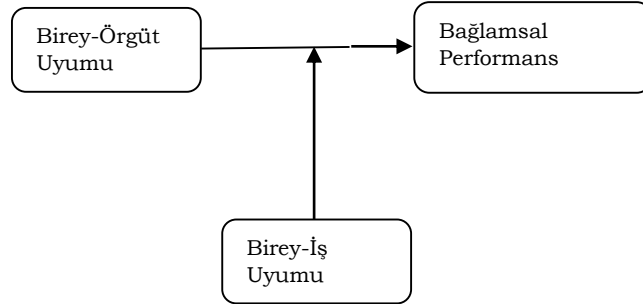 Birey-Örgüt
Uyumu
Bağlamsal
Performans
Birey-İş
Uyumu